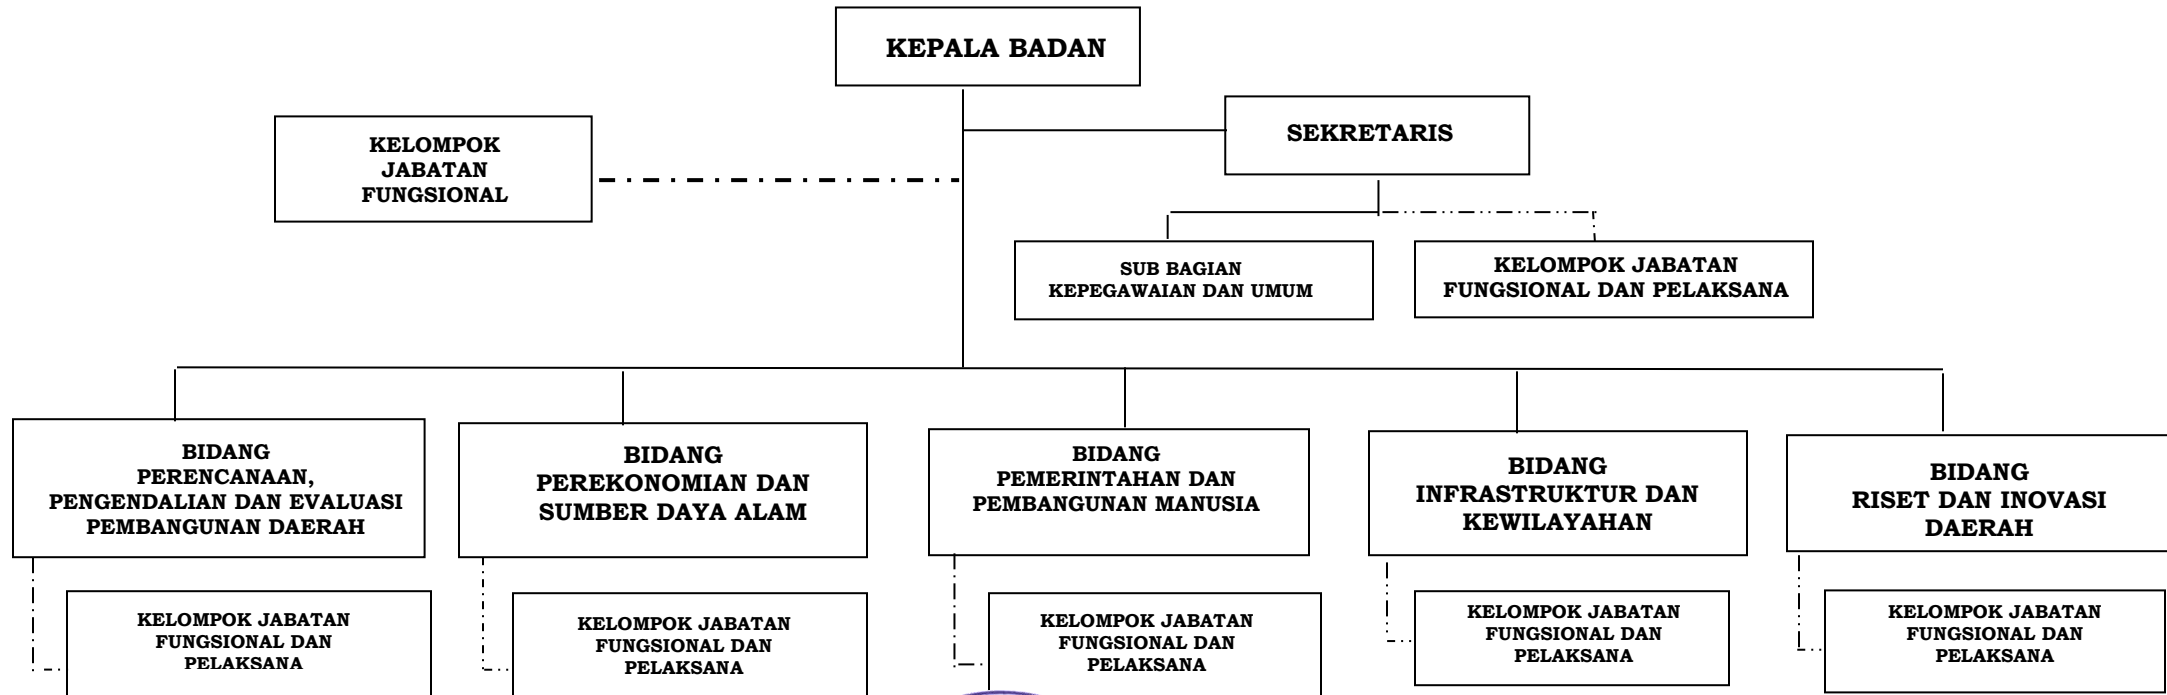 KEPALA BADAN
SEKRETARIS
KELOMPOK
JABATAN
FUNGSIONAL
SUB BAGIAN
KEPEGAWAIAN DAN UMUM
KELOMPOK JABATAN
FUNGSIONAL DAN PELAKSANA
BIDANG
PERENCANAAN,
PENGENDALIAN DAN EVALUASI
PEMBANGUNAN DAERAH
BIDANG
PEREKONOMIAN DAN
SUMBER DAYA ALAM
BIDANG
PEMERINTAHAN DAN
PEMBANGUNAN MANUSIA
BIDANG
INFRASTRUKTUR DAN
KEWILAYAHAN
BIDANG
RISET DAN INOVASI
DAERAH
KELOMPOK JABATAN
FUNGSIONAL DAN
PELAKSANA
KELOMPOK JABATAN
FUNGSIONAL DAN
PELAKSANA
KELOMPOK JABATAN
FUNGSIONAL DAN
PELAKSANA
KELOMPOK JABATAN
FUNGSIONAL DAN
PELAKSANA
KELOMPOK JABATAN
FUNGSIONAL DAN
PELAKSANA